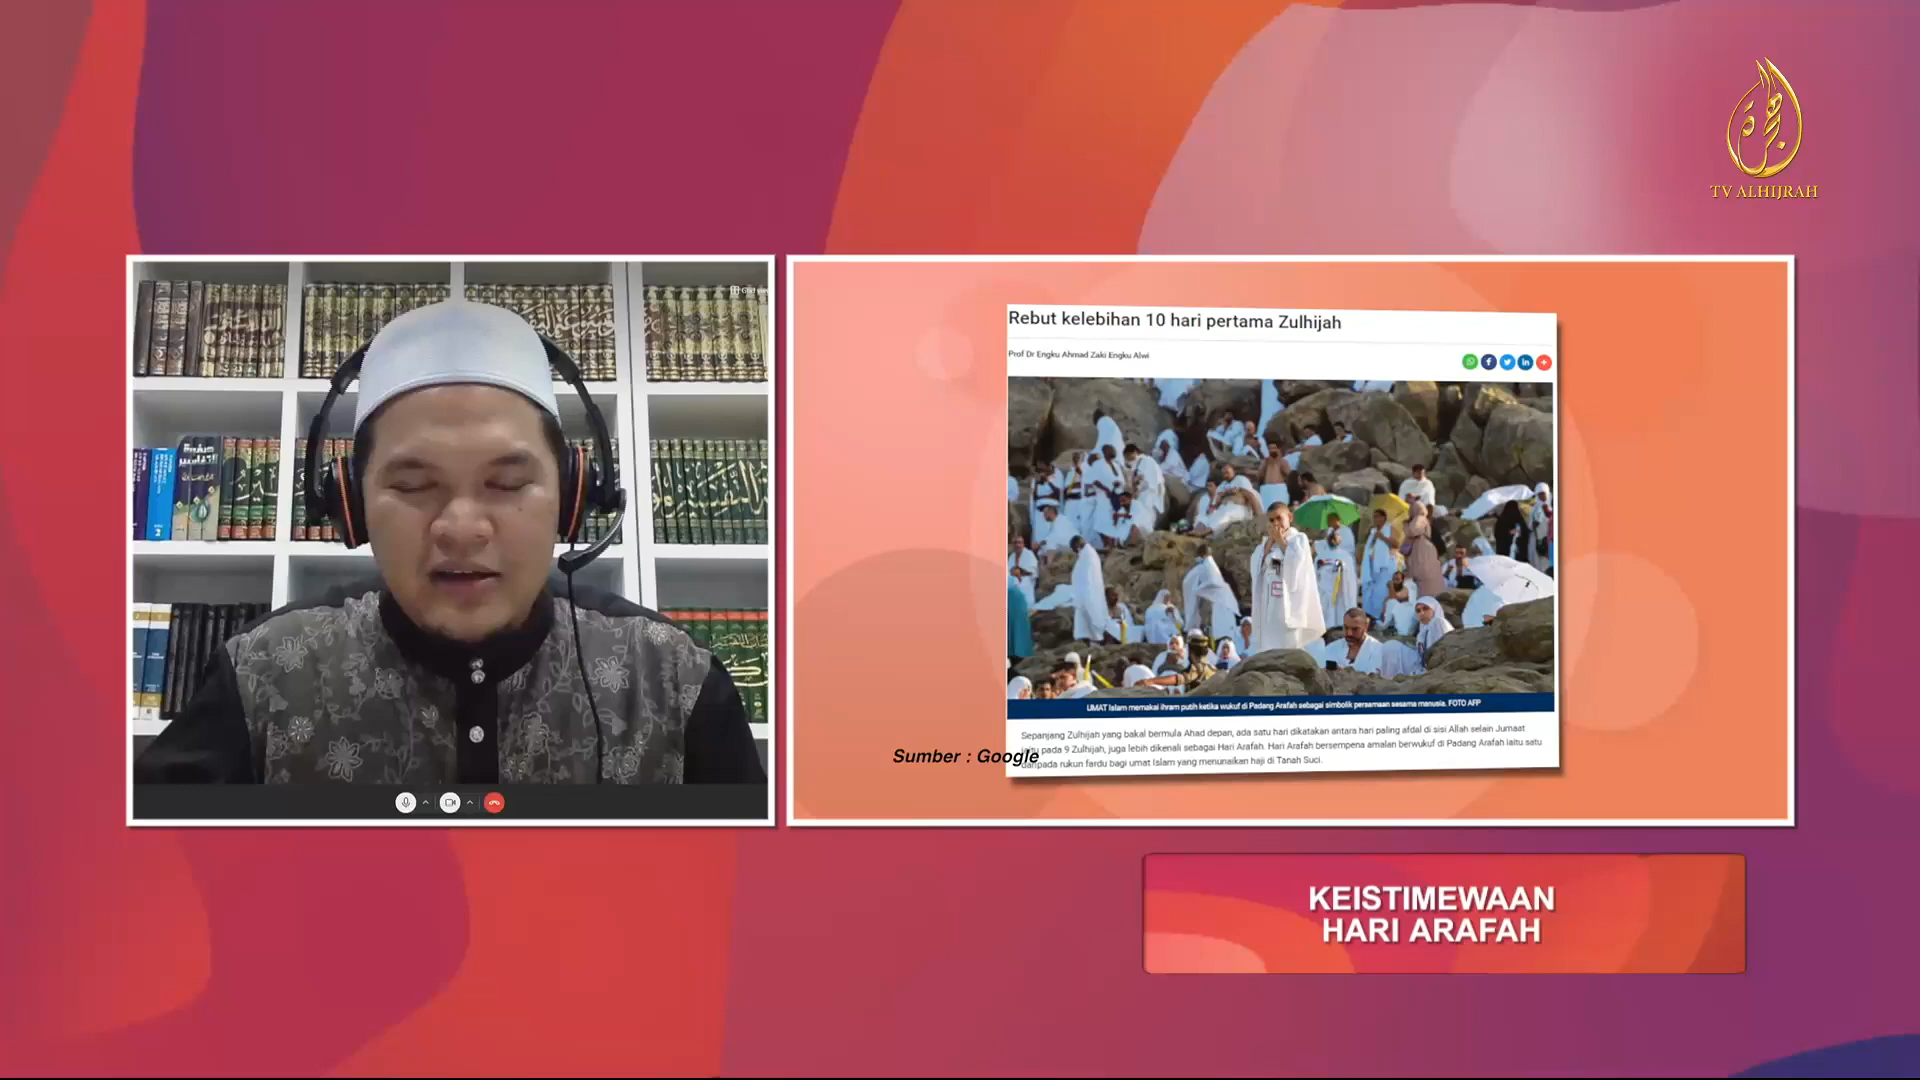 هجرة
TV ALHIJRAH
Rebut kelebihan 10 hari pertama Zulhijah
Prof Dr Engku Ahmad Zaki Engku Alwi
UMAT Islam memakai ihram putih ketika wukuf di Padang Arafah sebagai simbolik persamaan sesama manusia. FOTO AFP
Sepanjang Zulhijah yang bakal bermula Ahad depan, ada satu hari dikatakan antara hari paling afdal di sisi Allah selain Jumaat
iaitu pada 9 Zulhijah, juga lebih dikenali sebagai Hari Arafah. Hari Arafah bersempena amalan berwukuf di Padang Arafah iaitu satu
daripada rukun fardu bagi umat Islam yang menunaikan haji di Tanah Suci.
Sumber : Google
KEISTIMEWAAN
HARI ARAFAH